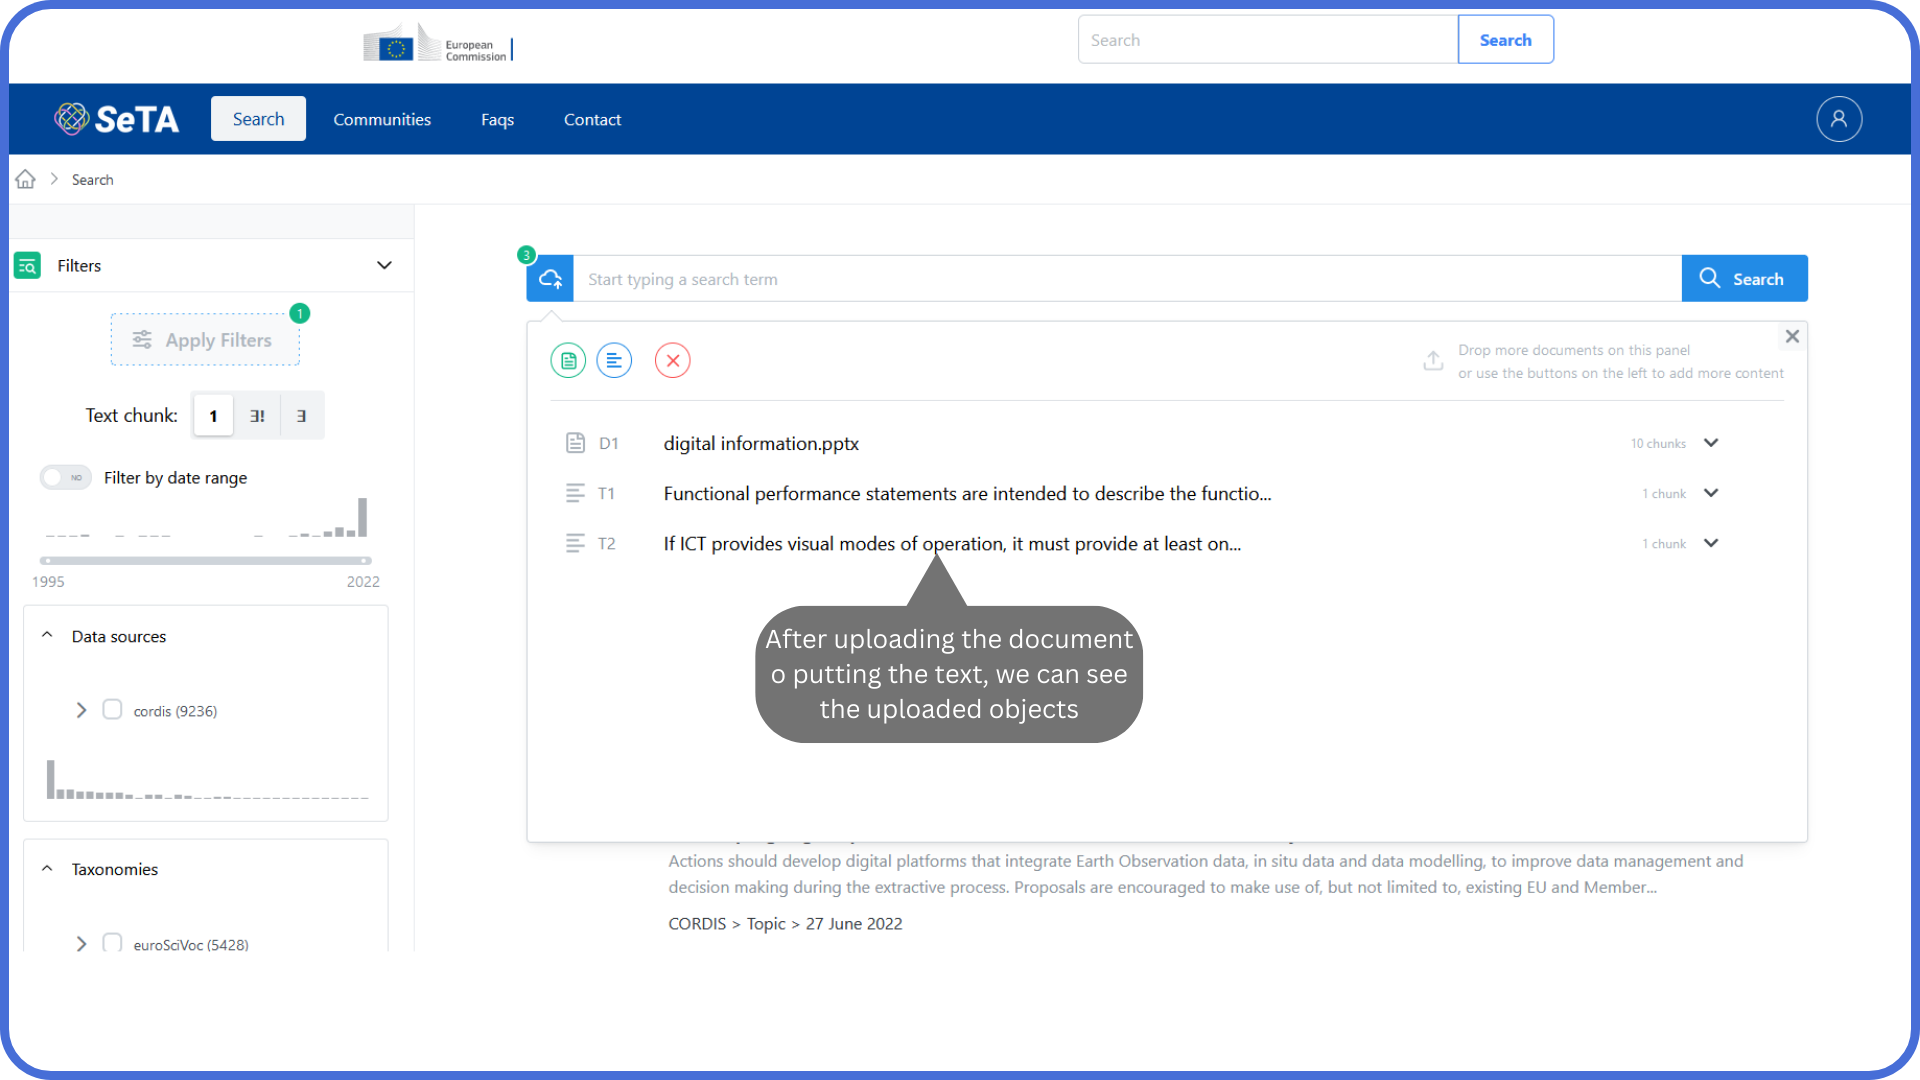 European
Commission
Search
Search
SeTA
Search
Communities
Faqs
Contact
Search
Filters
1
Apply Filters
Text chunk:
1
Ǝ!
Ǝ
NO
Filter by date range
1995
2022
Data sources
cordis (9236)
Taxonomies
euroSciVoc (5428)
3
Start typing a search term
Search
Drop more documents on this panel
or use the buttons on the left to add more content
D1 digital information.pptx 10 chunks
T1 Functional performance statements are intended to describe the functio... 1 chunk
T2 If ICT provides visual modes of operation, it must provide at least on... 1 chunk
After uploading the document
o putting the text, we can see
the uploaded objects
Actions should develop digital platforms that integrate Earth Observation data, in situ data and data modelling, to improve data management and
decision making during the extractive process. Proposals are encouraged to make use of, but not limited to, existing EU and Member...
CORDIS > Topic > 27 June 2022